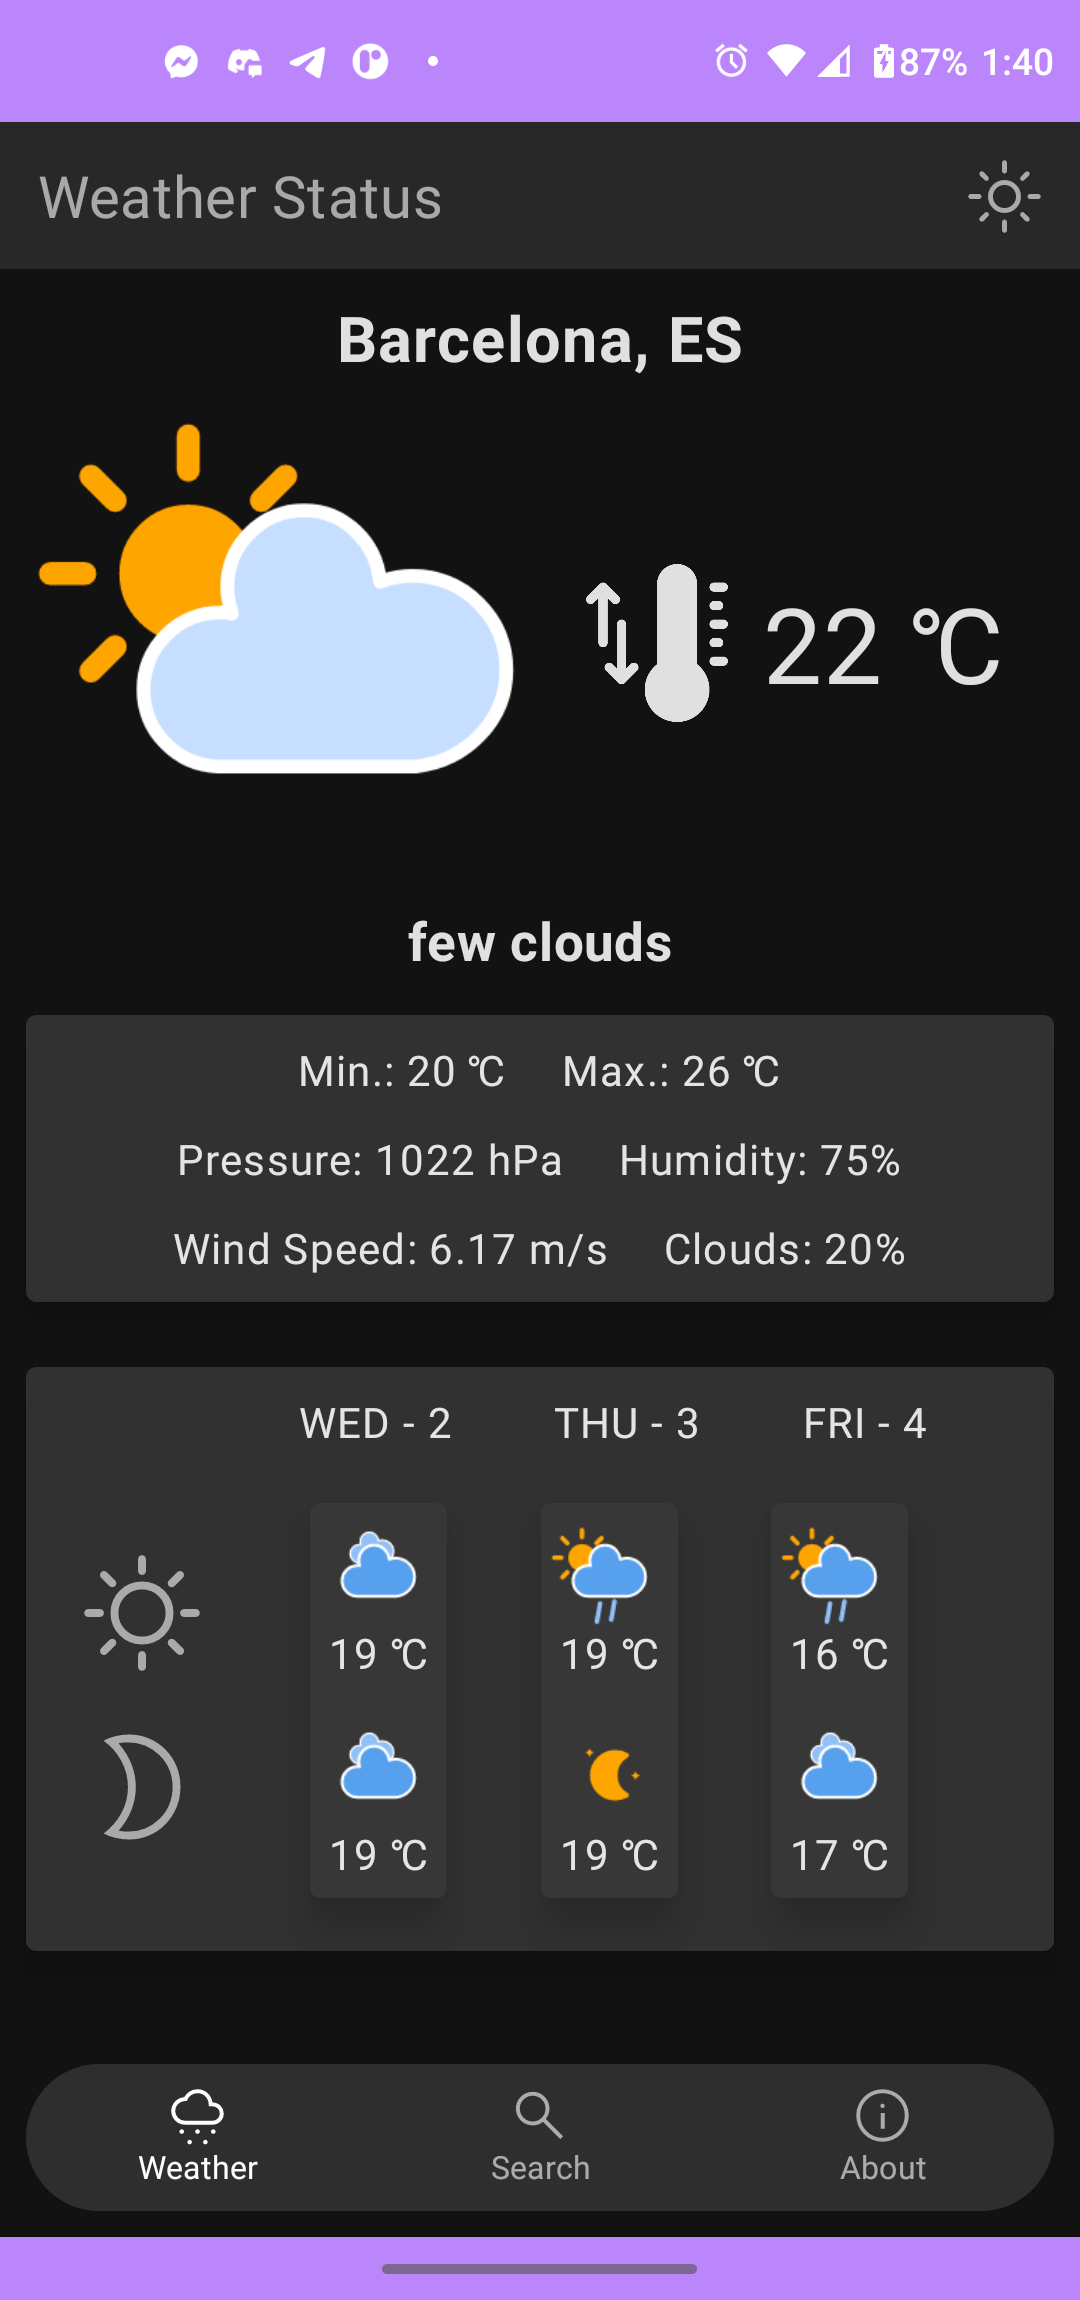 87% 1:40
Weather Status
Barcelona, ES
22 ℃
few clouds
Min.: 20 ℃ Max.: 26 ℃
Pressure: 1022 hPa Humidity: 75%
Wind Speed: 6.17 m/s Clouds: 20%
WED - 2 THU - 3 FRI - 4
19 ℃ 19 ℃ 16 ℃
19 ℃ 19 ℃ 17 ℃
Weather Search About